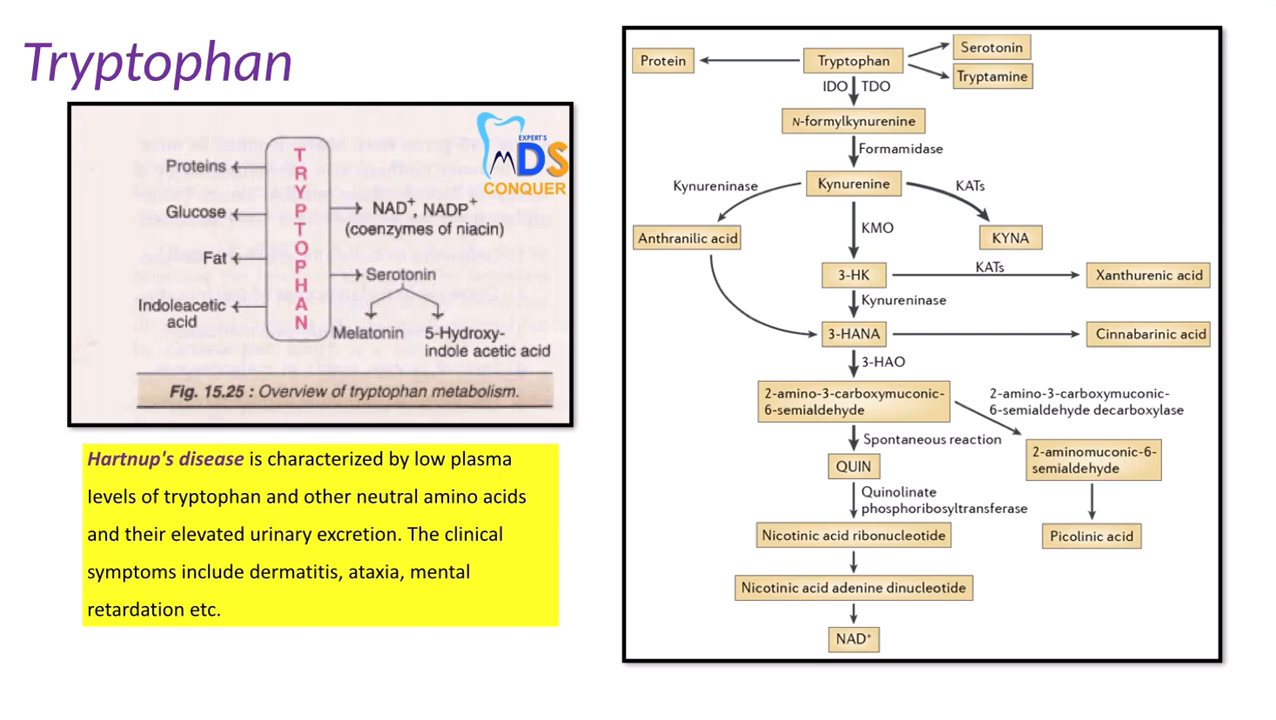 Tryptophan
EXPERT'S
MDS
CONQUER
Proteins
Glucose
Fat
Indoleacetic
acid
TRYPTOPHAN
NAD+, NADP+
(coenzymes of niacin)
Serotonin
Melatonin
5-Hydroxy-
indole acetic acid
Fig. 15.25 : Overview of tryptophan metabolism.
Hartnup's disease is characterized by low plasma
levels of tryptophan and other neutral amino acids
and their elevated urinary excretion. The clinical
symptoms include dermatitis, ataxia, mental
retardation etc.
Protein
Tryptophan
Serotonin
Tryptamine
IDO TDO
N-formylkynurenine
Formamidase
Kynureninase
Kynurenine
KATs
Anthranilic acid
KMO
KYNA
3-HK
KATs
Xanthurenic acid
Kynureninase
3-HANA
Cinnabarinic acid
3-HAO
2-amino-3-carboxymuconic-
6-semialdehyde
2-amino-3-carboxymuconic-
6-semialdehyde decarboxylase
Spontaneous reaction
2-aminomuconic-6-
semialdehyde
QUIN
Quinolinate
phosphoribosyltransferase
Nicotinic acid ribonucleotide
Picolinic acid
Nicotinic acid adenine dinucleotide
NAD+